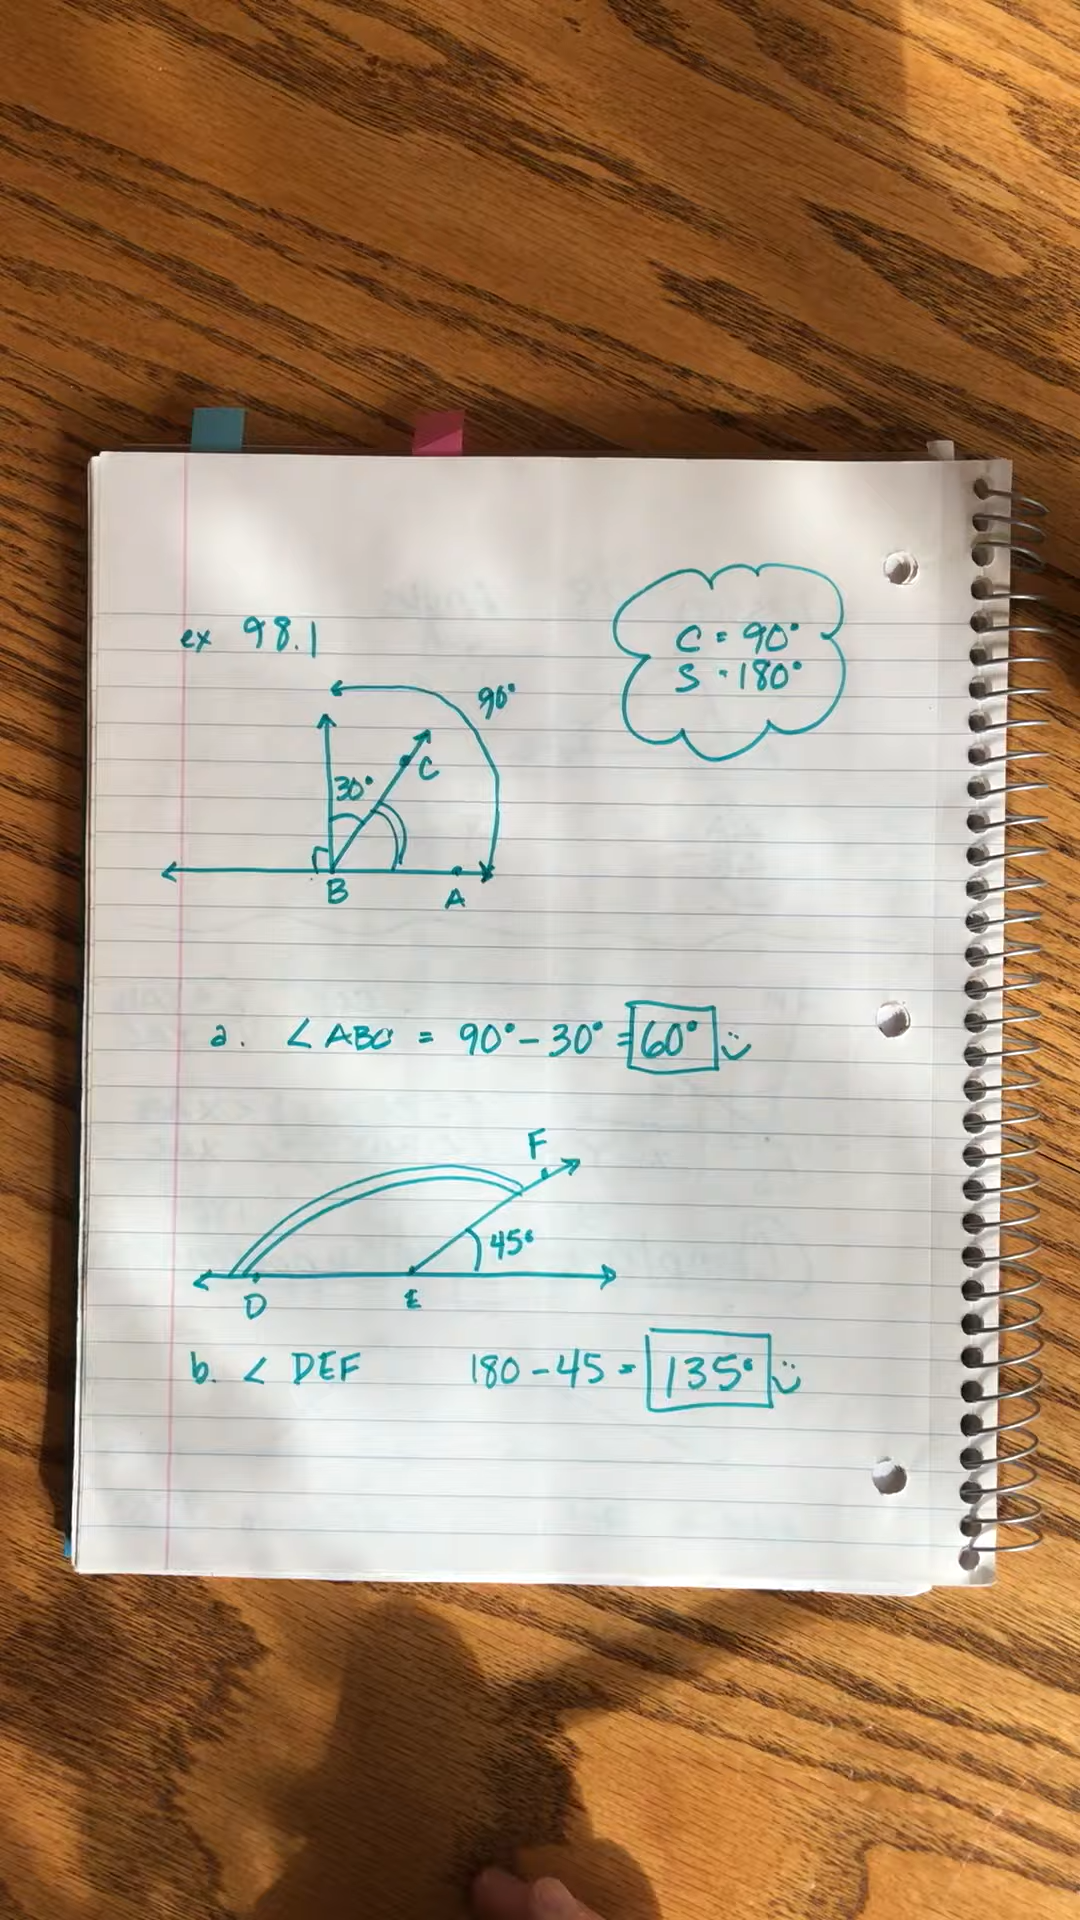 ex 98.1
C = 90°
S = 180°
90°
30°
C
B
A
a. ∠ABC = 90° - 30° = 60° :)
F
45°
D
E
b. ∠ DEF 180 - 45 = 135° :)